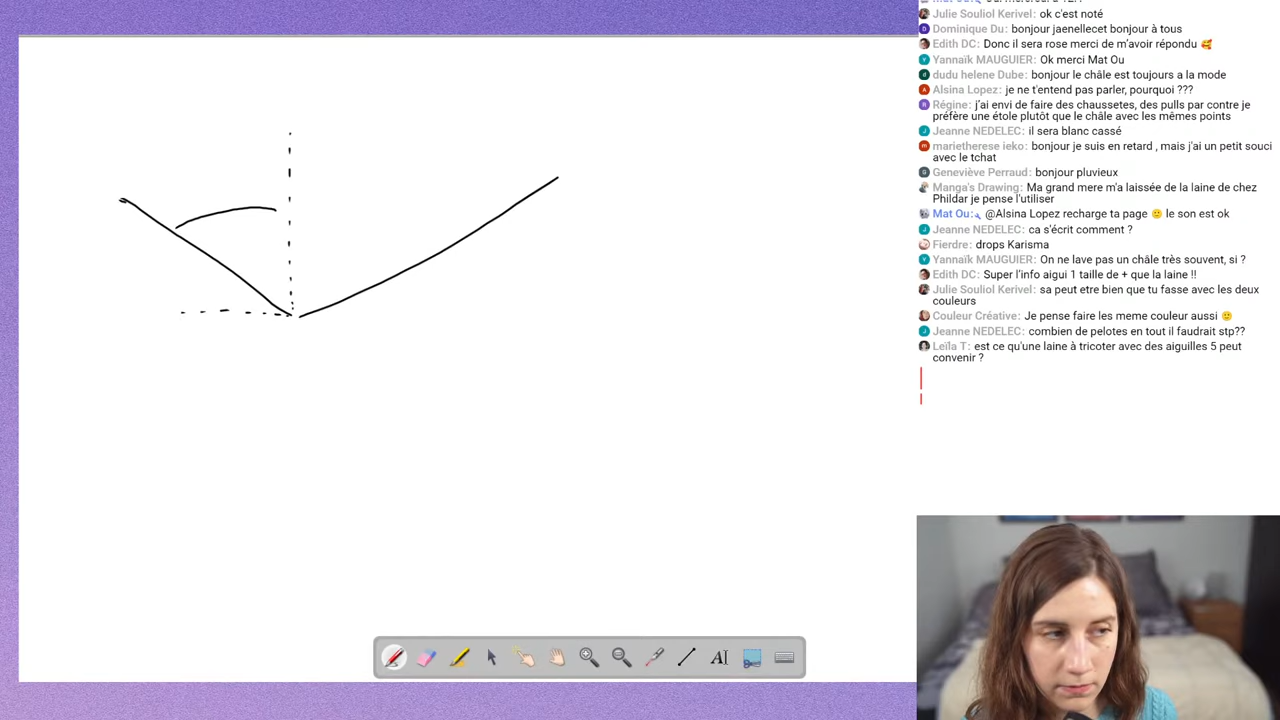 Julie Souliol Kerivel: ok c'est noté
Dominique Du: bonjour jaenellecet bonjour à tous
Edith DC: Donc il sera rose merci de m'avoir répondu 🥰
Yannaïk MAUGUIER: Ok merci Mat Ou
dudu helene Dube: bonjour le châle est toujours a la mode
Alsina Lopez: je ne t'entend pas parler, pourquoi ???
Régine: j'ai envi de faire des chaussetes, des pulls par contre je
préfère une étole plutôt que le châle avec les mêmes points
Jeanne NEDELEC: il sera blanc cassé
marietherese ieko: bonjour je suis en retard , mais j'ai un petit souci
avec le tchat
Geneviève Perraud: bonjour pluvieux
Manga's Drawing: Ma grand mere m'a laissée de la laine de chez
Phildar je pense l'utiliser
Mat Ou: @Alsina Lopez recharge ta page 🙂 le son est ok
Jeanne NEDELEC: ca s'écrit comment ?
Fierdre: drops Karisma
Yannaïk MAUGUIER: On ne lave pas un châle très souvent, si ?
Edith DC: Super l'info aigui 1 taille de + que la laine !!
Julie Souliol Kerivel: sa peut etre bien que tu fasse avec les deux
couleurs
Couleur Créative: Je pense faire les meme couleur aussi 🙂
Jeanne NEDELEC: combien de pelotes en tout il faudrait stp??
Leïla T: est ce qu'une laine à tricoter avec des aiguilles 5 peut
convenir ?